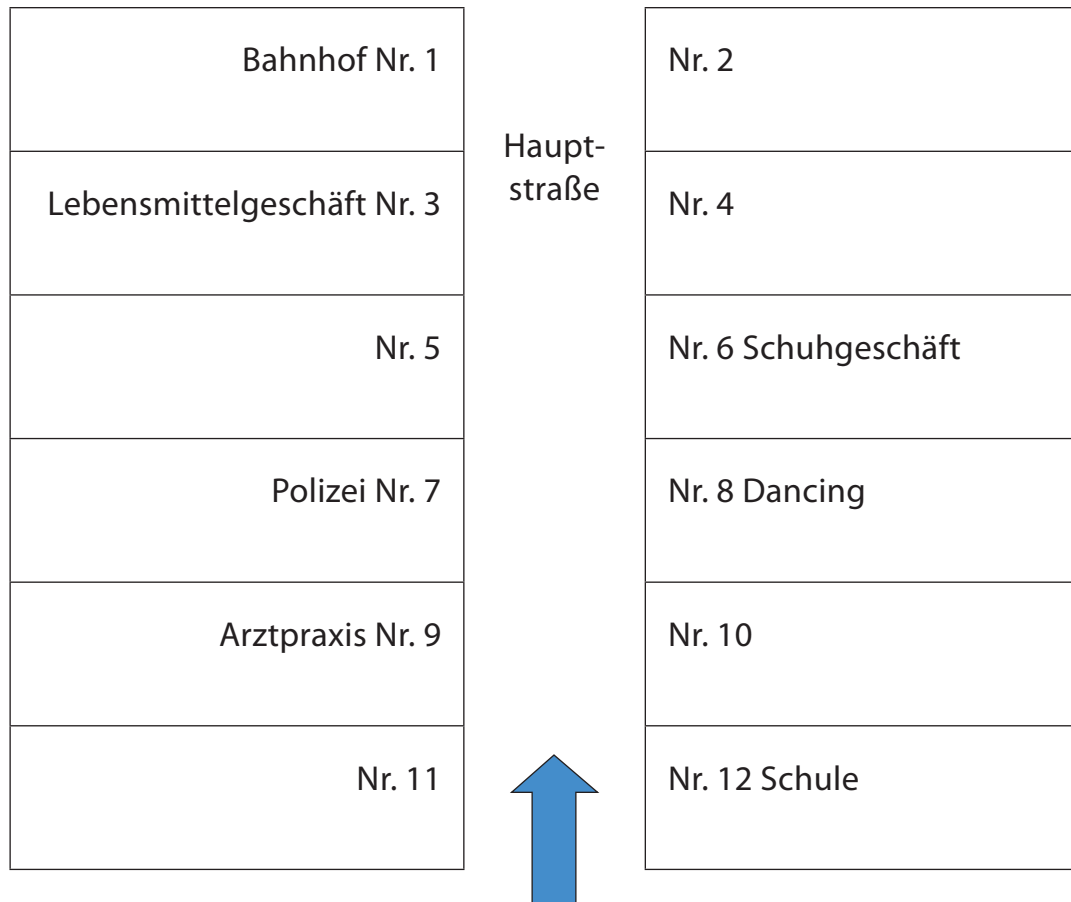 Bahnhof Nr. 1
Nr. 2
Haupt-
straße
Lebensmittelgeschäft Nr. 3
Nr. 4
Nr. 5
Nr. 6 Schuhgeschäft
Polizei Nr. 7
Nr. 8 Dancing
Arztpraxis Nr. 9
Nr. 10
Nr. 11
Nr. 12 Schule